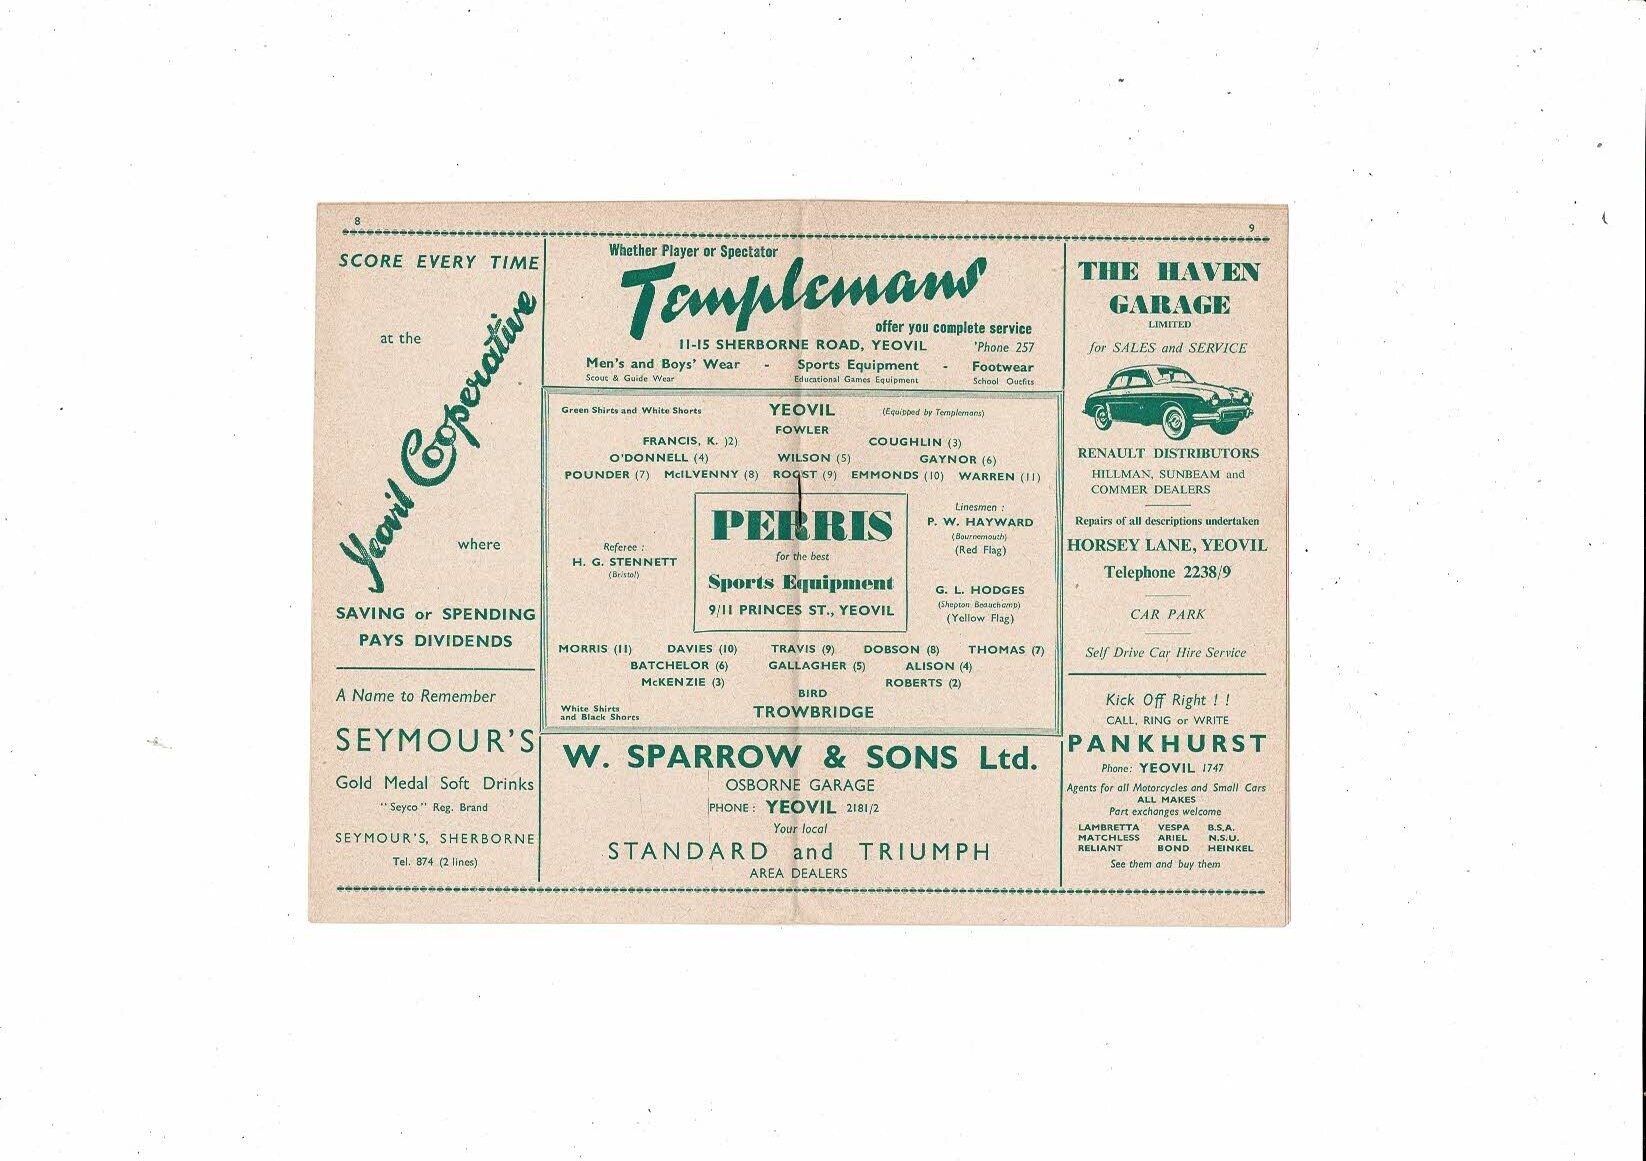 8
SCORE EVERY TIME
at the
Yeovil Cooperative
where
SAVING or SPENDING
PAYS DIVIDENDS
A Name to Remember
SEYMOUR'S
Gold Medal Soft Drinks
"Seyco" Reg. Brand
SEYMOUR'S, SHERBORNE
Tel. 874 (2 lines)
Whether Player or Spectator
Templemans
offer you complete service
11-15 SHERBORNE ROAD, YEOVIL 'Phone 257
Men's and Boys' Wear - Sports Equipment - Footwear
Scout & Guide Wear Educational Games Equipment School Outfits
Green Shirts and White Shorts YEOVIL (Equipped by Templemans)
FOWLER
FRANCIS, K. )2) COUGHLIN (3)
O'DONNELL (4) WILSON (5) GAYNOR (6)
POUNDER (7) McILVENNY (8) ROOST (9) EMMONDS (10) WARREN (11)
Referee :
H. G. STENNETT
(Bristol)
PERRIS
for the best
Sports Equipment
9/11 PRINCES ST., YEOVIL
Linesmen :
P. W. HAYWARD
(Bournemouth)
(Red Flag)
G. L. HODGES
(Shepton Beauchamp)
(Yellow Flag)
MORRIS (11) DAVIES (10) TRAVIS (9) DOBSON (8) THOMAS (7)
BATCHELOR (6) GALLAGHER (5) ALISON (4)
McKENZIE (3) ROBERTS (2)
BIRD
White Shirts
and Black Shorts
TROWBRIDGE
W. SPARROW & SONS Ltd.
OSBORNE GARAGE
PHONE : YEOVIL 2181/2
Your local
STANDARD and TRIUMPH
AREA DEALERS
9
THE HAVEN
GARAGE
LIMITED
for SALES and SERVICE
RENAULT DISTRIBUTORS
HILLMAN, SUNBEAM and
COMMER DEALERS
Repairs of all descriptions undertaken
HORSEY LANE, YEOVIL
Telephone 2238/9
CAR PARK
Self Drive Car Hire Service
Kick Off Right ! !
CALL, RING or WRITE
PANKHURST
Phone: YEOVIL 1747
Agents for all Motorcycles and Small Cars
ALL MAKES
Part exchanges welcome
LAMBRETTA VESPA B.S.A.
MATCHLESS ARIEL N.S.U.
RELIANT BOND HEINKEL
See them and buy them